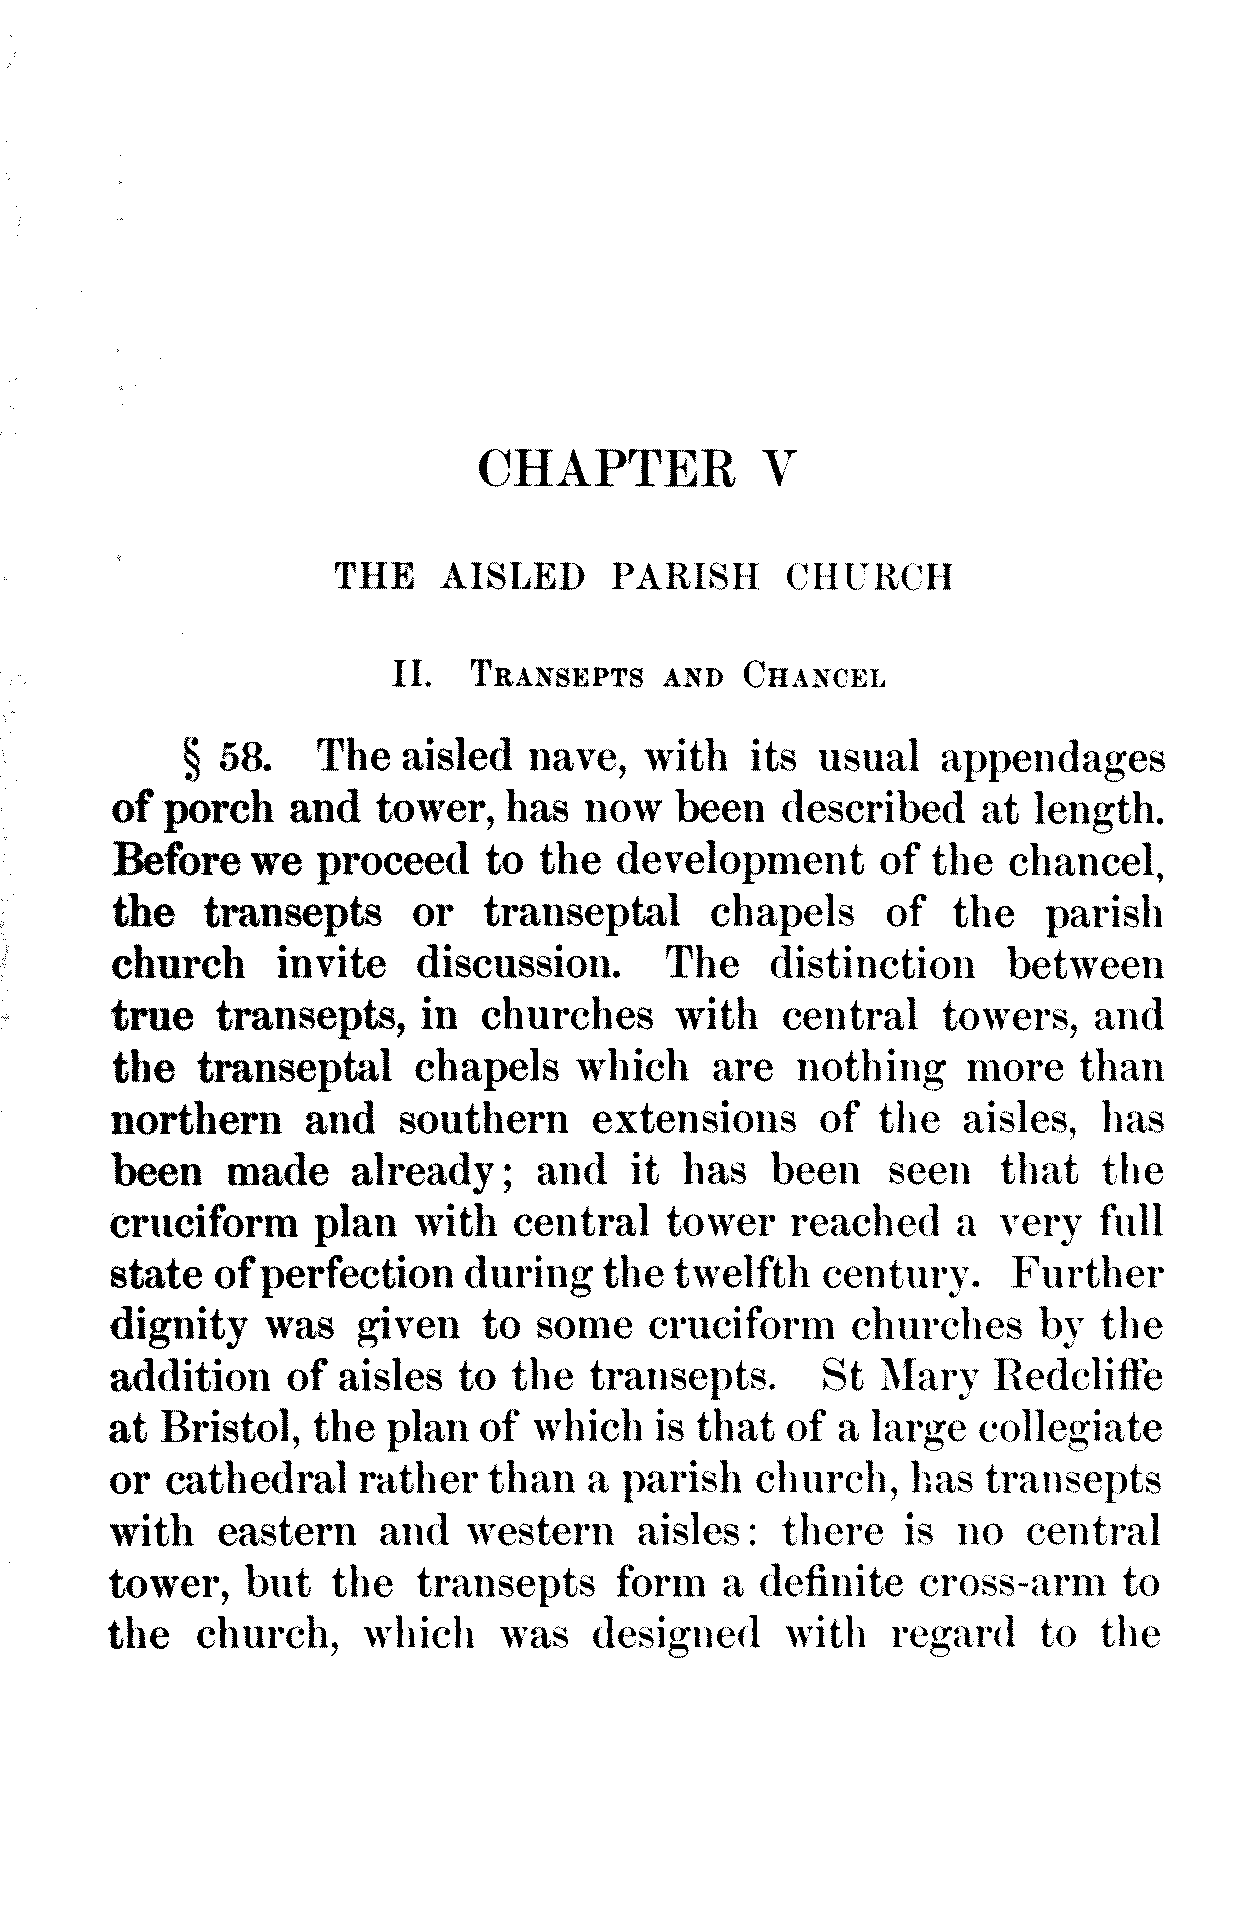 CHAPTER V
THE AISLED PARISH CHURCH
II. Transepts and Chancel
§ 58. The aisled nave, with its usual appendages
of porch and tower, has now been described at length.
Before we proceed to the development of the chancel,
the transepts or transeptal chapels of the parish
church invite discussion. The distinction between
true transepts, in churches with central towers, and
the transeptal chapels which are nothing more than
northern and southern extensions of the aisles, has
been made already; and it has been seen that the
cruciform plan with central tower reached a very full
state of perfection during the twelfth century. Further
dignity was given to some cruciform churches by the
addition of aisles to the transepts. St Mary Redcliffe
at Bristol, the plan of which is that of a large collegiate
or cathedral rather than a parish church, has transepts
with eastern and western aisles: there is no central
tower, but the transepts form a definite cross-arm to
the church, which was designed with regard to the